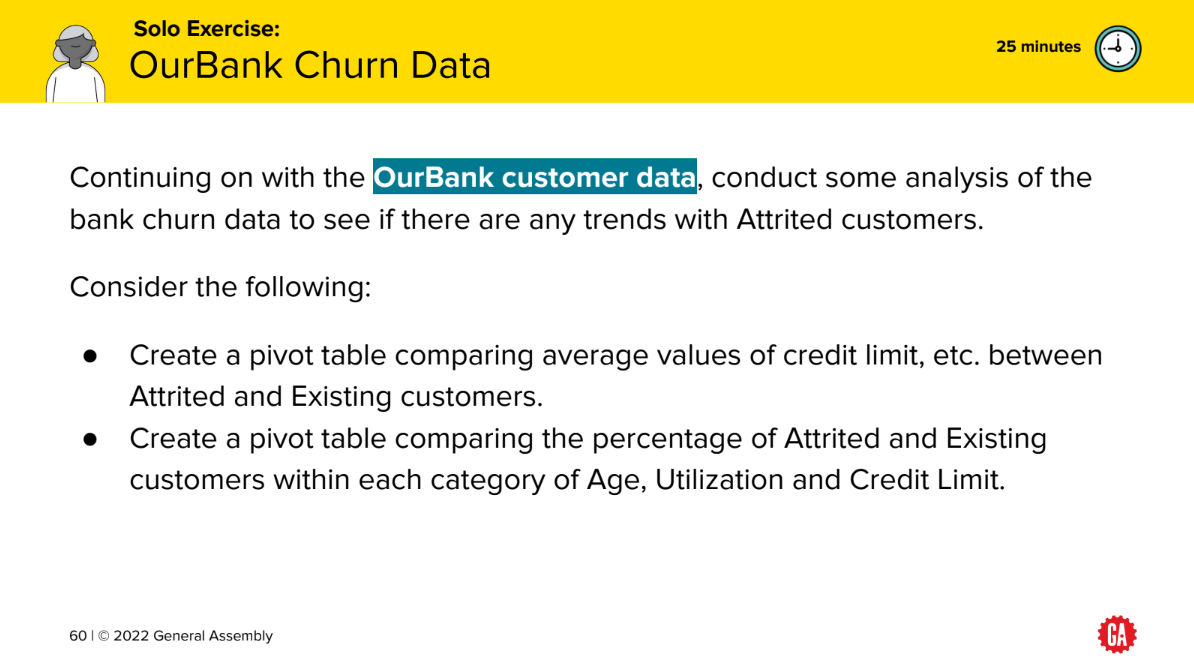 Solo Exercise:
OurBank Churn Data
25 minutes
Continuing on with the OurBank customer data, conduct some analysis of the
bank churn data to see if there are any trends with Attrited customers.
Consider the following:
● Create a pivot table comparing average values of credit limit, etc. between
Attrited and Existing customers.
● Create a pivot table comparing the percentage of Attrited and Existing
customers within each category of Age, Utilization and Credit Limit.
60 | © 2022 General Assembly
GA